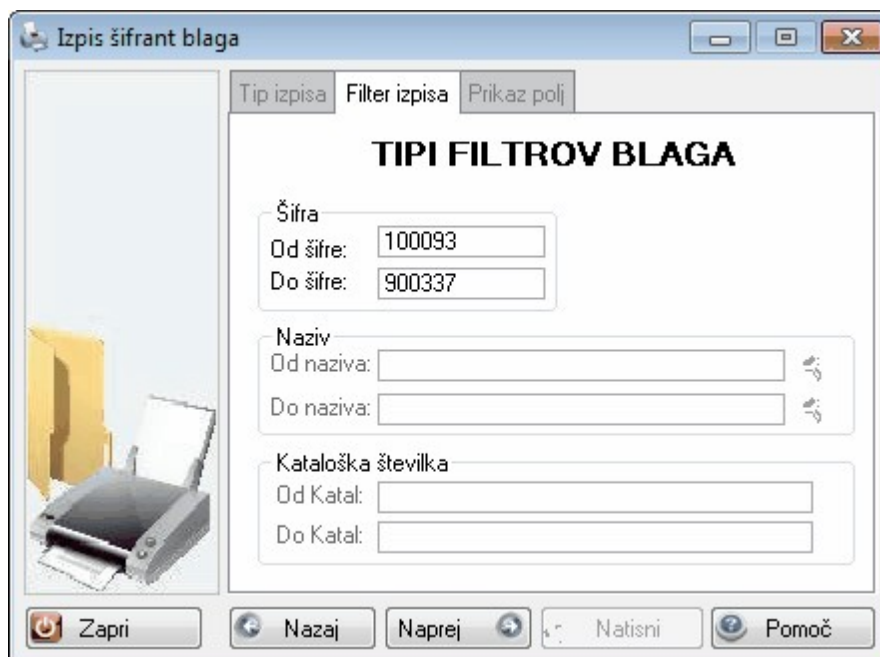 Izpis šifrant blaga
Tip izpisa Filter izpisa Prikaz polj
TIPI FILTROV BLAGA
Šifra
Od šifre: 100093
Do šifre: 900337
Naziv
Od naziva:
Do naziva:
Kataloška številka
Od Katal:
Do Katal:
Zapri Nazaj Naprej Natisni Pomoč